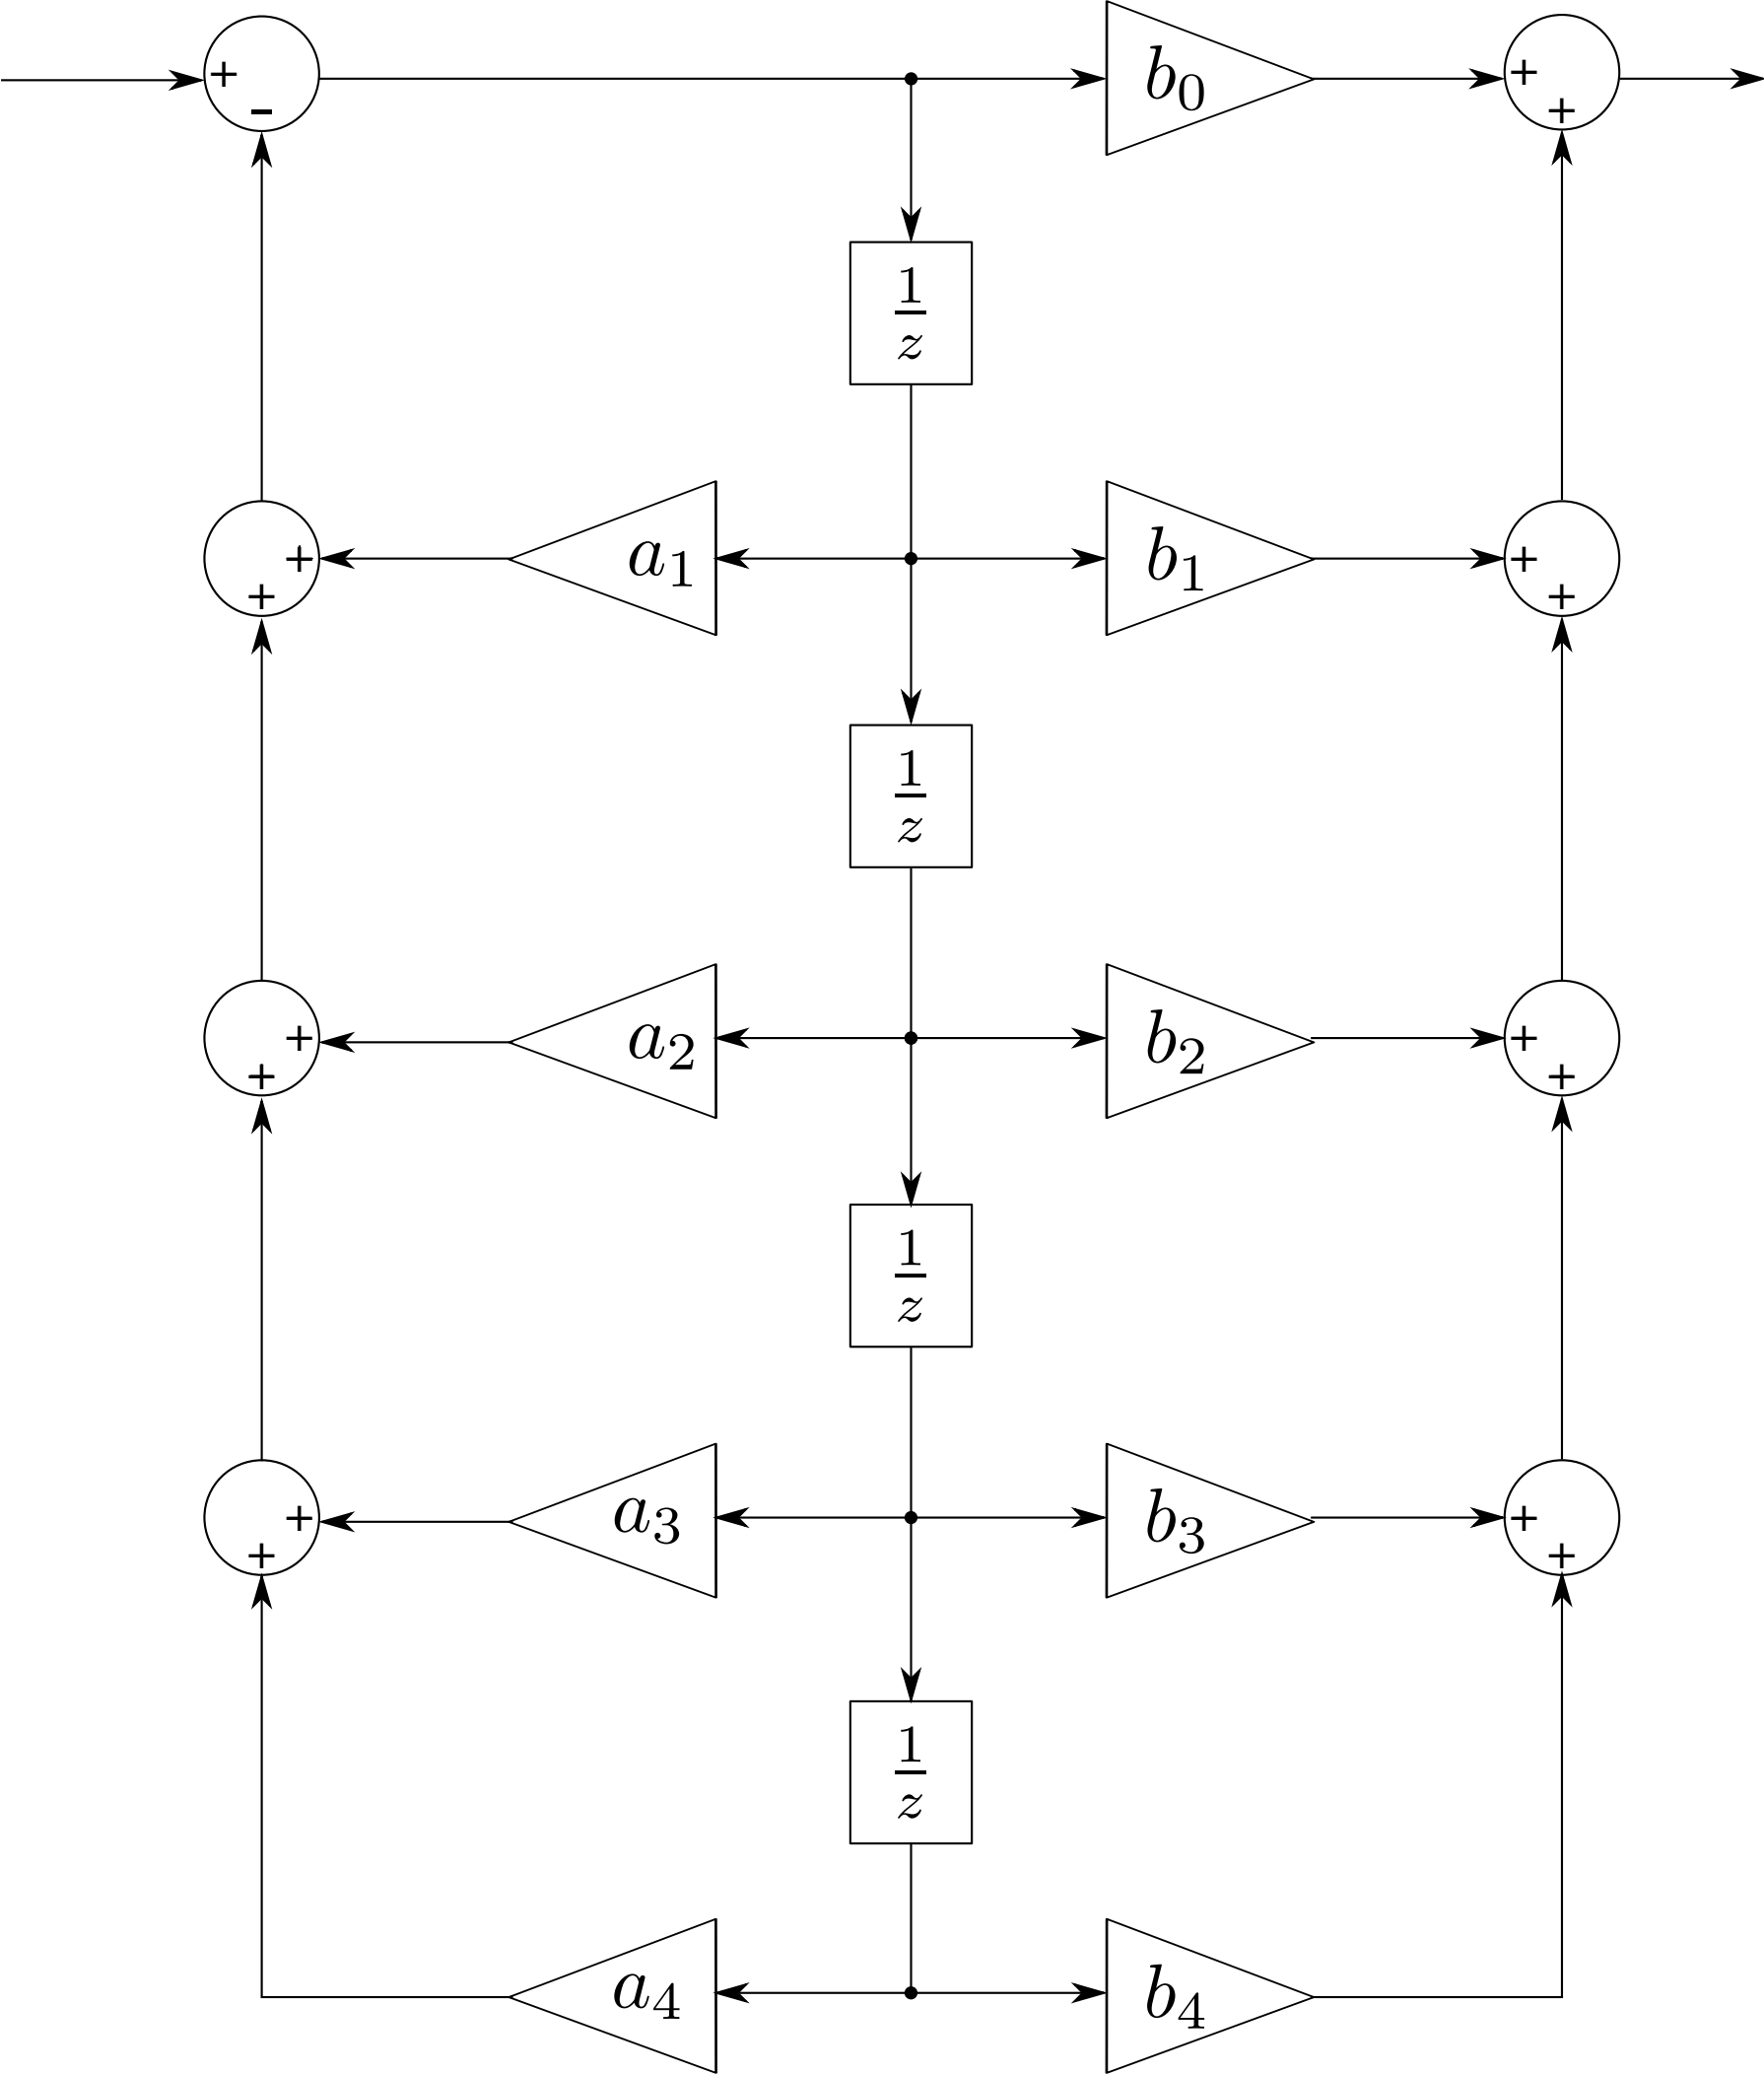 + - b₀ + +
1/z
+ + a₁ b₁ + +
1/z
+ + a₂ b₂ + +
1/z
+ + a₃ b₃ + +
1/z
a₄ b₄